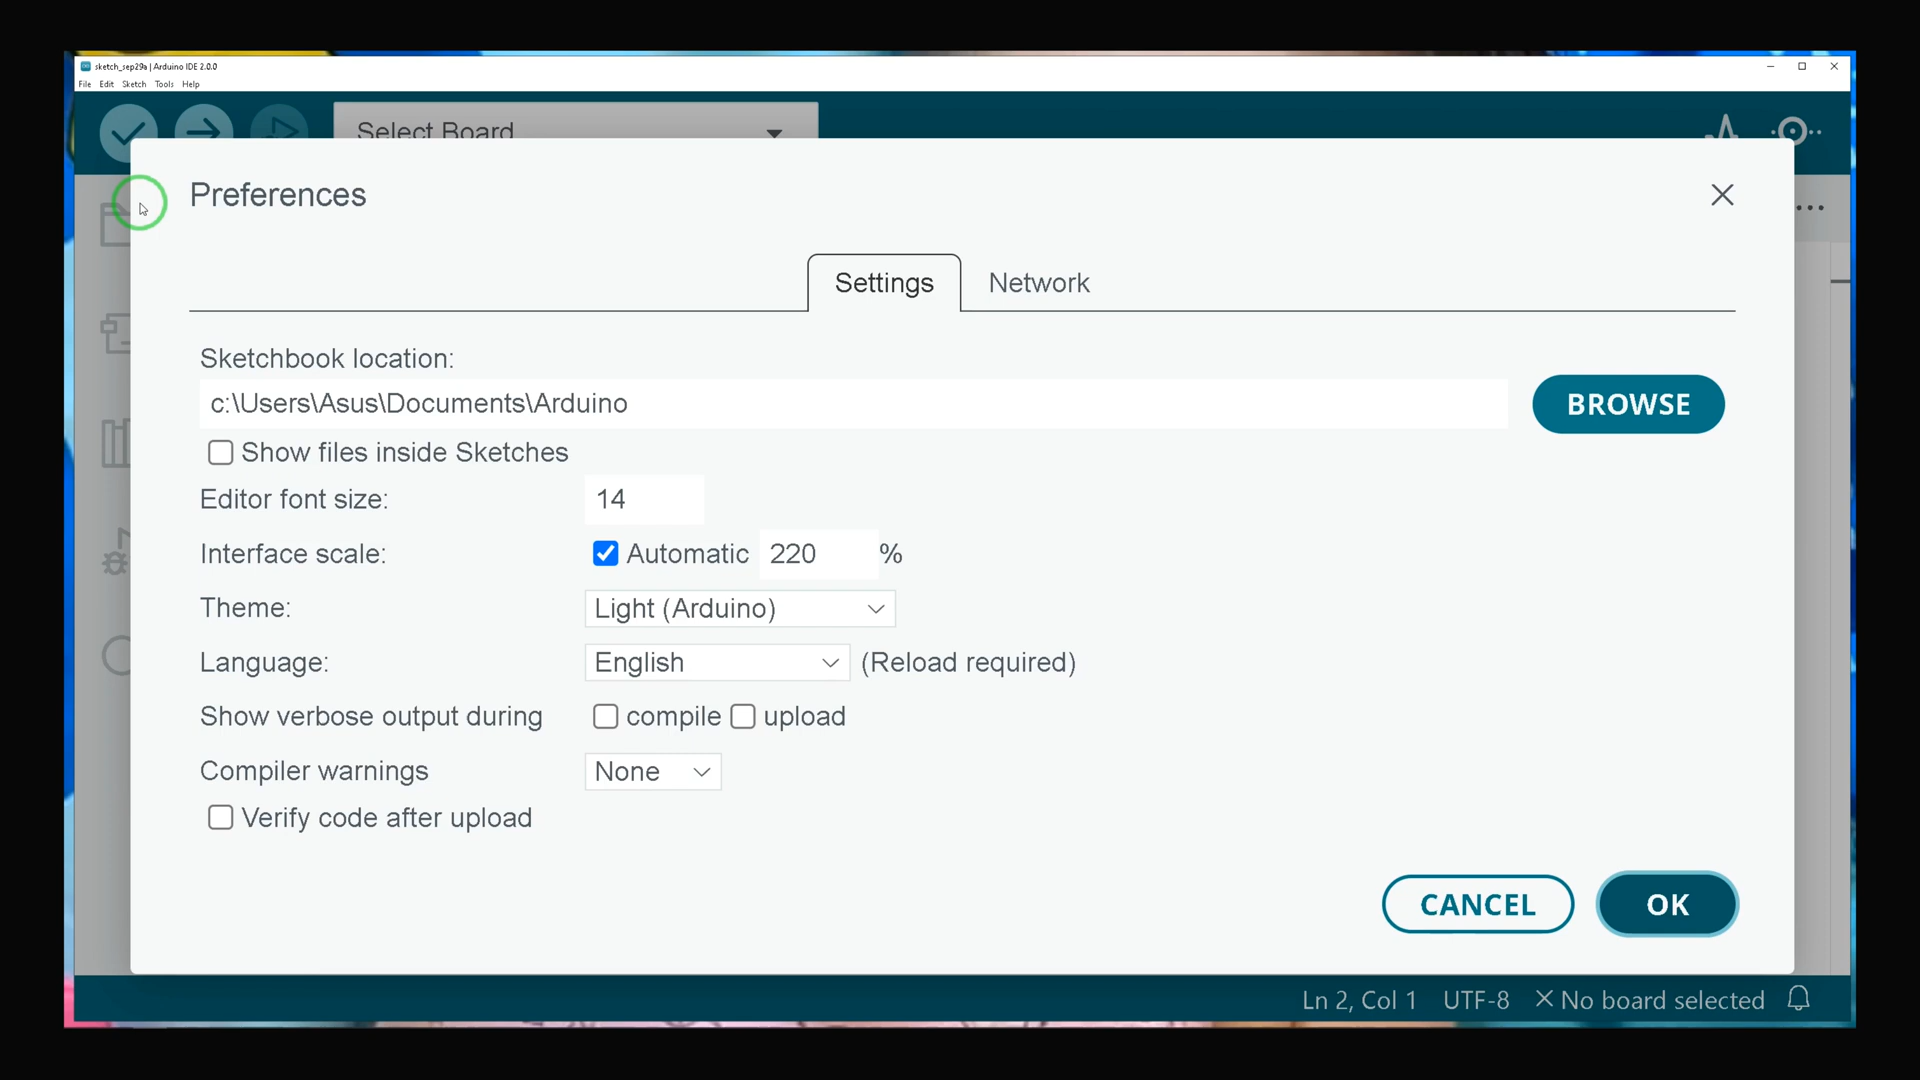 sketch_sep29a | Arduino IDE 2.0.0
File Edit Sketch Tools Help
Select Board
Preferences
Settings Network
Sketchbook location:
c:\Users\Asus\Documents\Arduino
BROWSE
Show files inside Sketches
Editor font size: 14
Interface scale: Automatic 220 %
Theme: Light (Arduino)
Language: English (Reload required)
Show verbose output during compile upload
Compiler warnings None
Verify code after upload
CANCEL OK
Ln 2, Col 1 UTF-8 No board selected